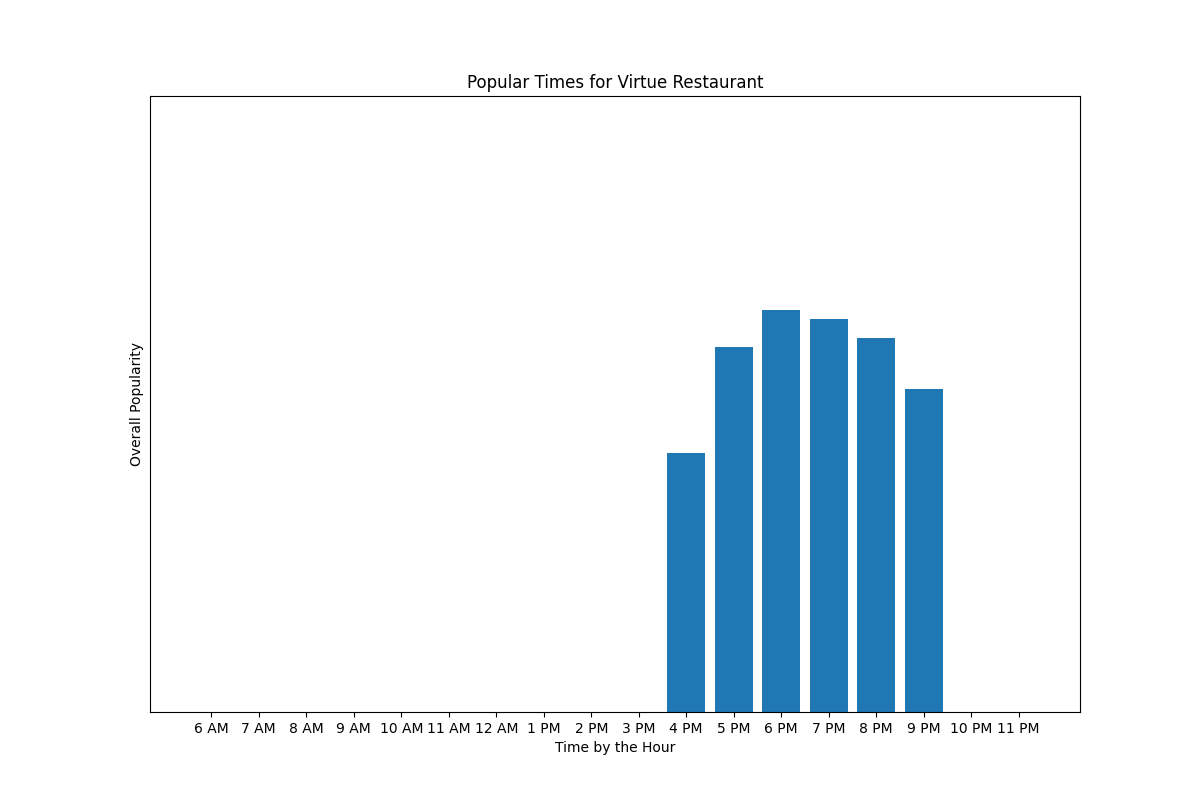 Popular Times for Virtue Restaurant
Overall Popularity
6 AM 7 AM 8 AM 9 AM 10 AM 11 AM 12 AM 1 PM 2 PM 3 PM 4 PM 5 PM 6 PM 7 PM 8 PM 9 PM 10 PM 11 PM
Time by the Hour